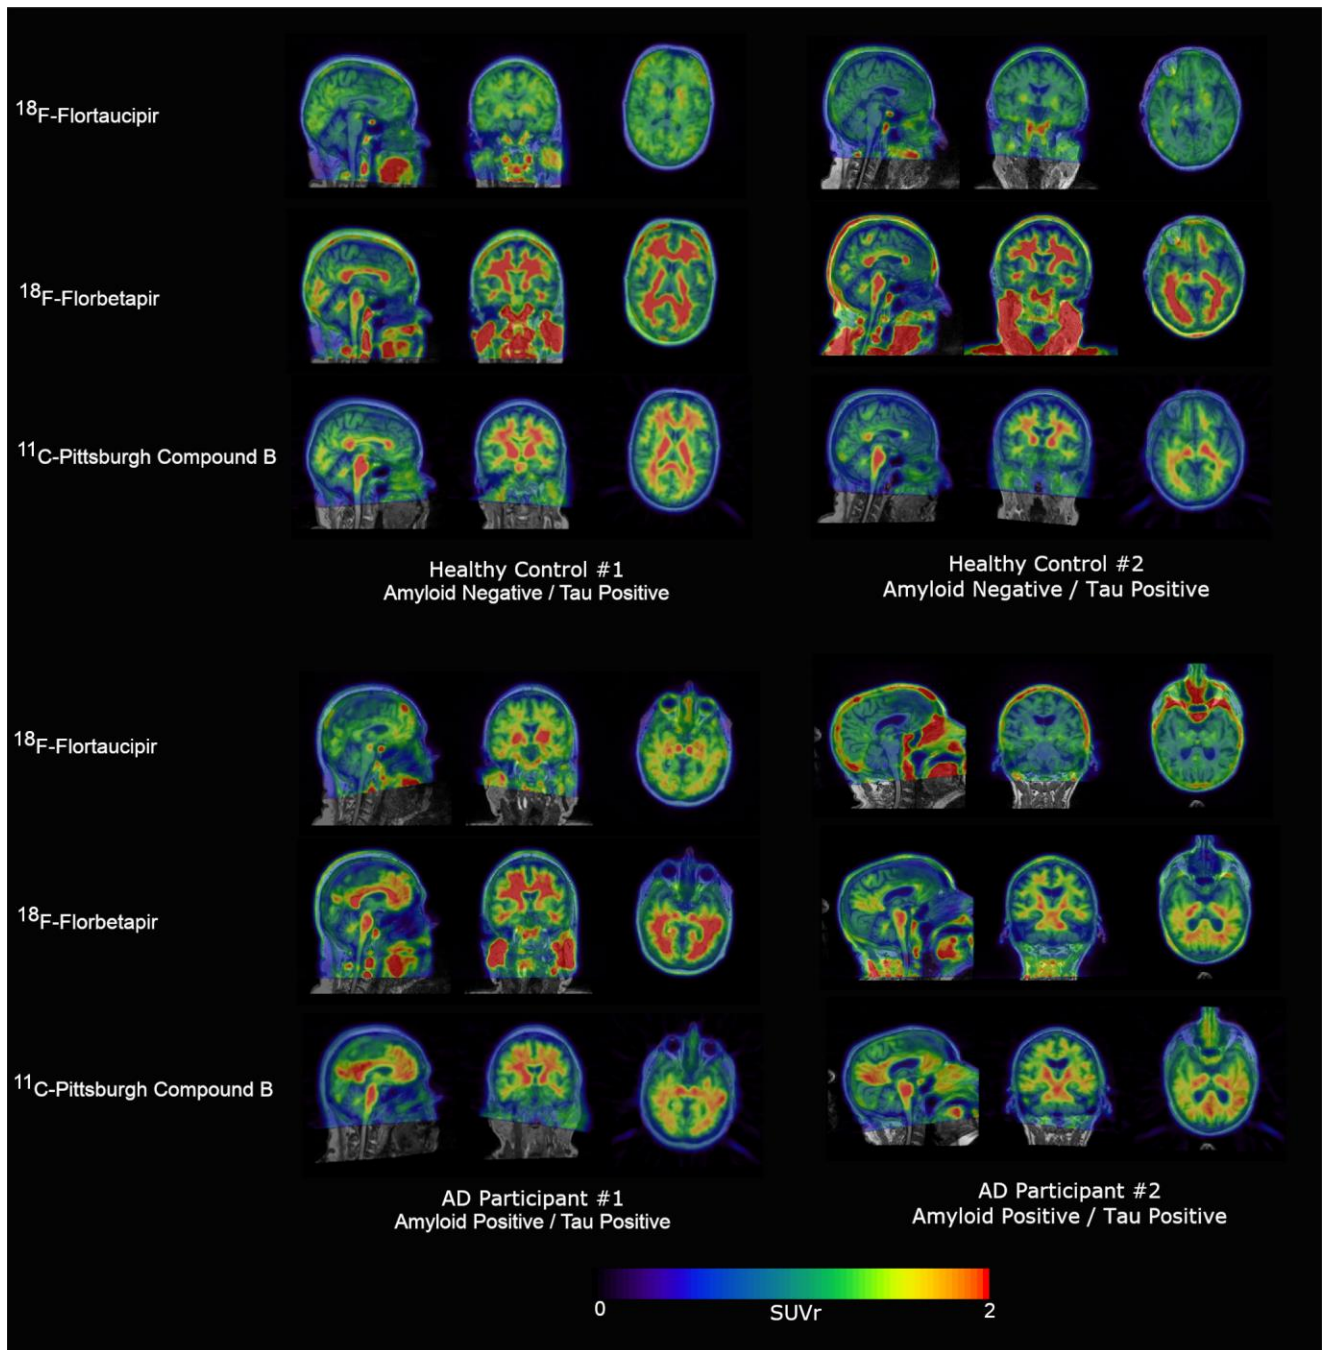 18F-Flortaucipir
18F-Florbetapir
11C-Pittsburgh Compound B
Healthy Control #1
Amyloid Negative / Tau Positive
Healthy Control #2
Amyloid Negative / Tau Positive
18F-Flortaucipir
18F-Florbetapir
11C-Pittsburgh Compound B
AD Participant #1
Amyloid Positive / Tau Positive
AD Participant #2
Amyloid Positive / Tau Positive
0 SUVr 2